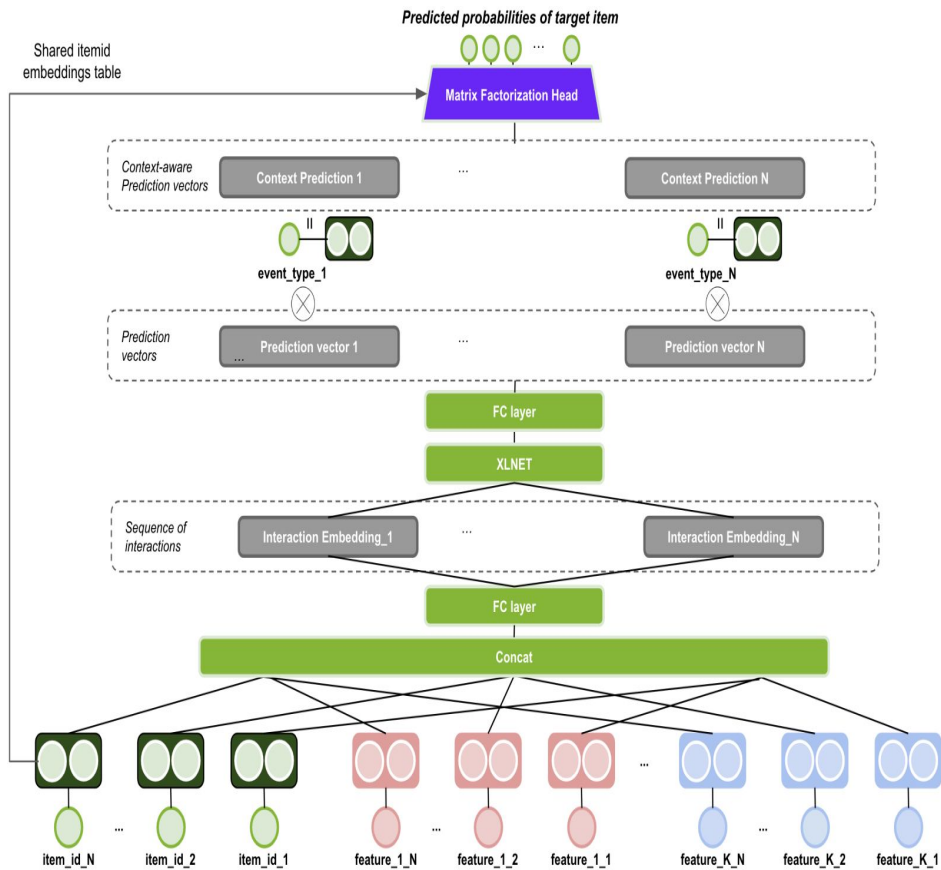 Predicted probabilities of target item
Shared itemid
embeddings table
...
...
Matrix Factorization Head
Context-aware
Prediction vectors
Context Prediction 1
...
Context Prediction N
II
II
event_type_1
event_type_N
Prediction
vectors
Prediction vector 1
...
...
Prediction vector N
FC layer
XLNET
Sequence of
interactions
Interaction Embedding_1
...
Interaction Embedding_N
FC layer
Concat
...
...
...
...
item_id_N
item_id_2
item_id_1
feature_1_N
feature_1_2
feature_1_1
feature_K_N
feature_K_2
feature_K_1